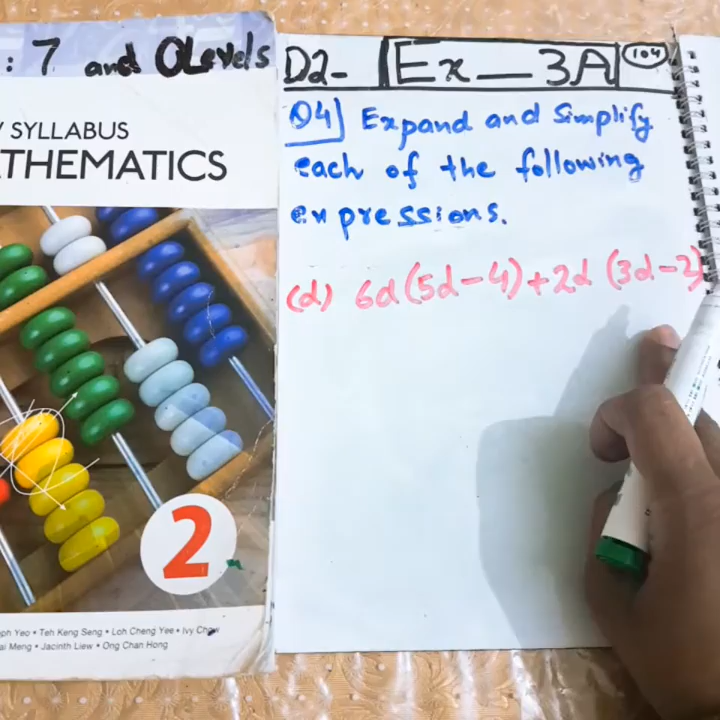 : 7 and OLevels
SYLLABUS
THEMATICS
2
Teh Keng Seng • Loh Cheng Yee • Ivy Chow
Meng • Jacinth Liew • Ong Chan Hong
D2- Ex - 3A 104
Q4) Expand and Simplify
each of the following
expressions.
(d) 6d(5d-4)+2d(3d-2)